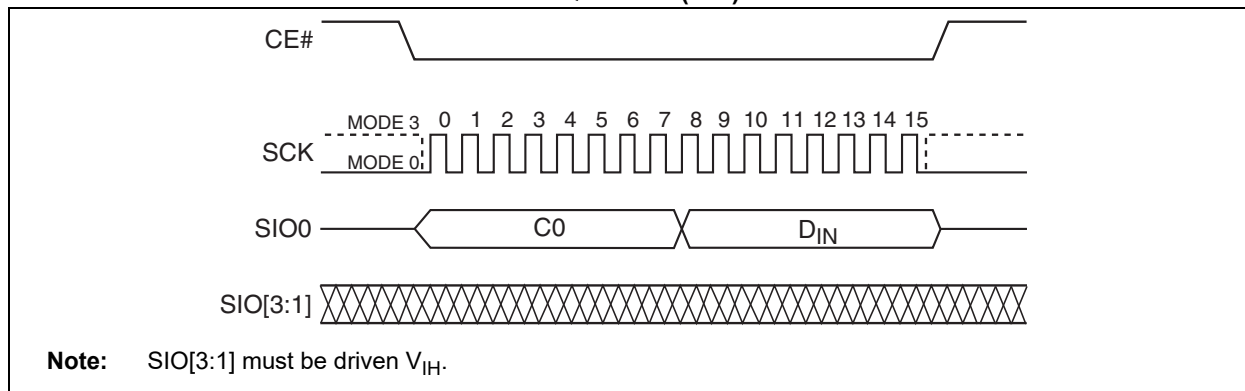 CE#
MODE 3 0 1 2 3 4 5 6 7 8 9 10 11 12 13 14 15
SCK
MODE 0
SIO0 C0 DIN
SIO[3:1]
Note: SIO[3:1] must be driven VIH.